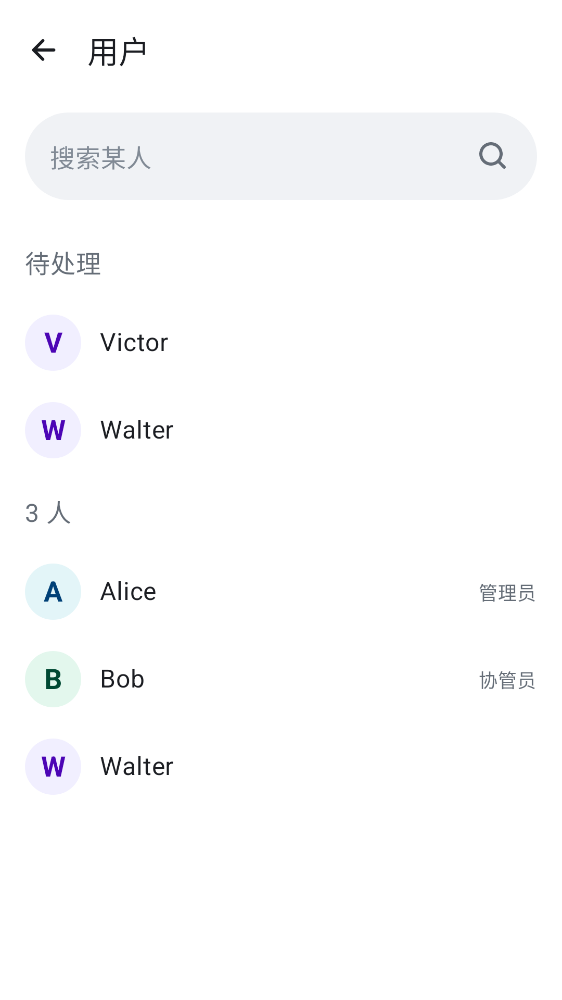 用户
搜索某人
待处理
V Victor
W Walter
3 人
A Alice 管理员
B Bob 协管员
W Walter